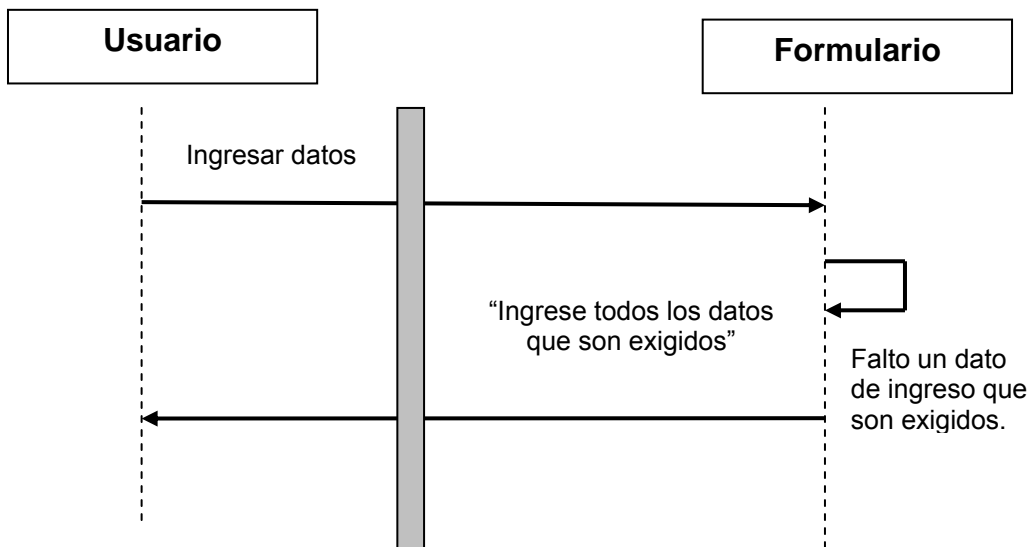 Usuario
Formulario
Ingresar datos
“Ingrese todos los datos
que son exigidos”
Falto un dato
de ingreso que
son exigidos.